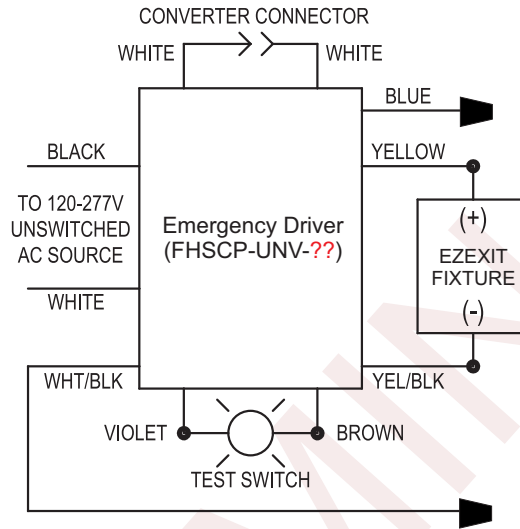 CONVERTER CONNECTOR
WHITE
WHITE
BLUE
BLACK
YELLOW
TO 120-277V
UNSWITCHED
AC SOURCE
Emergency Driver
(FHSCP-UNV-??)
(+)
EZEXIT
FIXTURE
(-)
WHITE
WHT/BLK
YEL/BLK
VIOLET
BROWN
TEST SWITCH